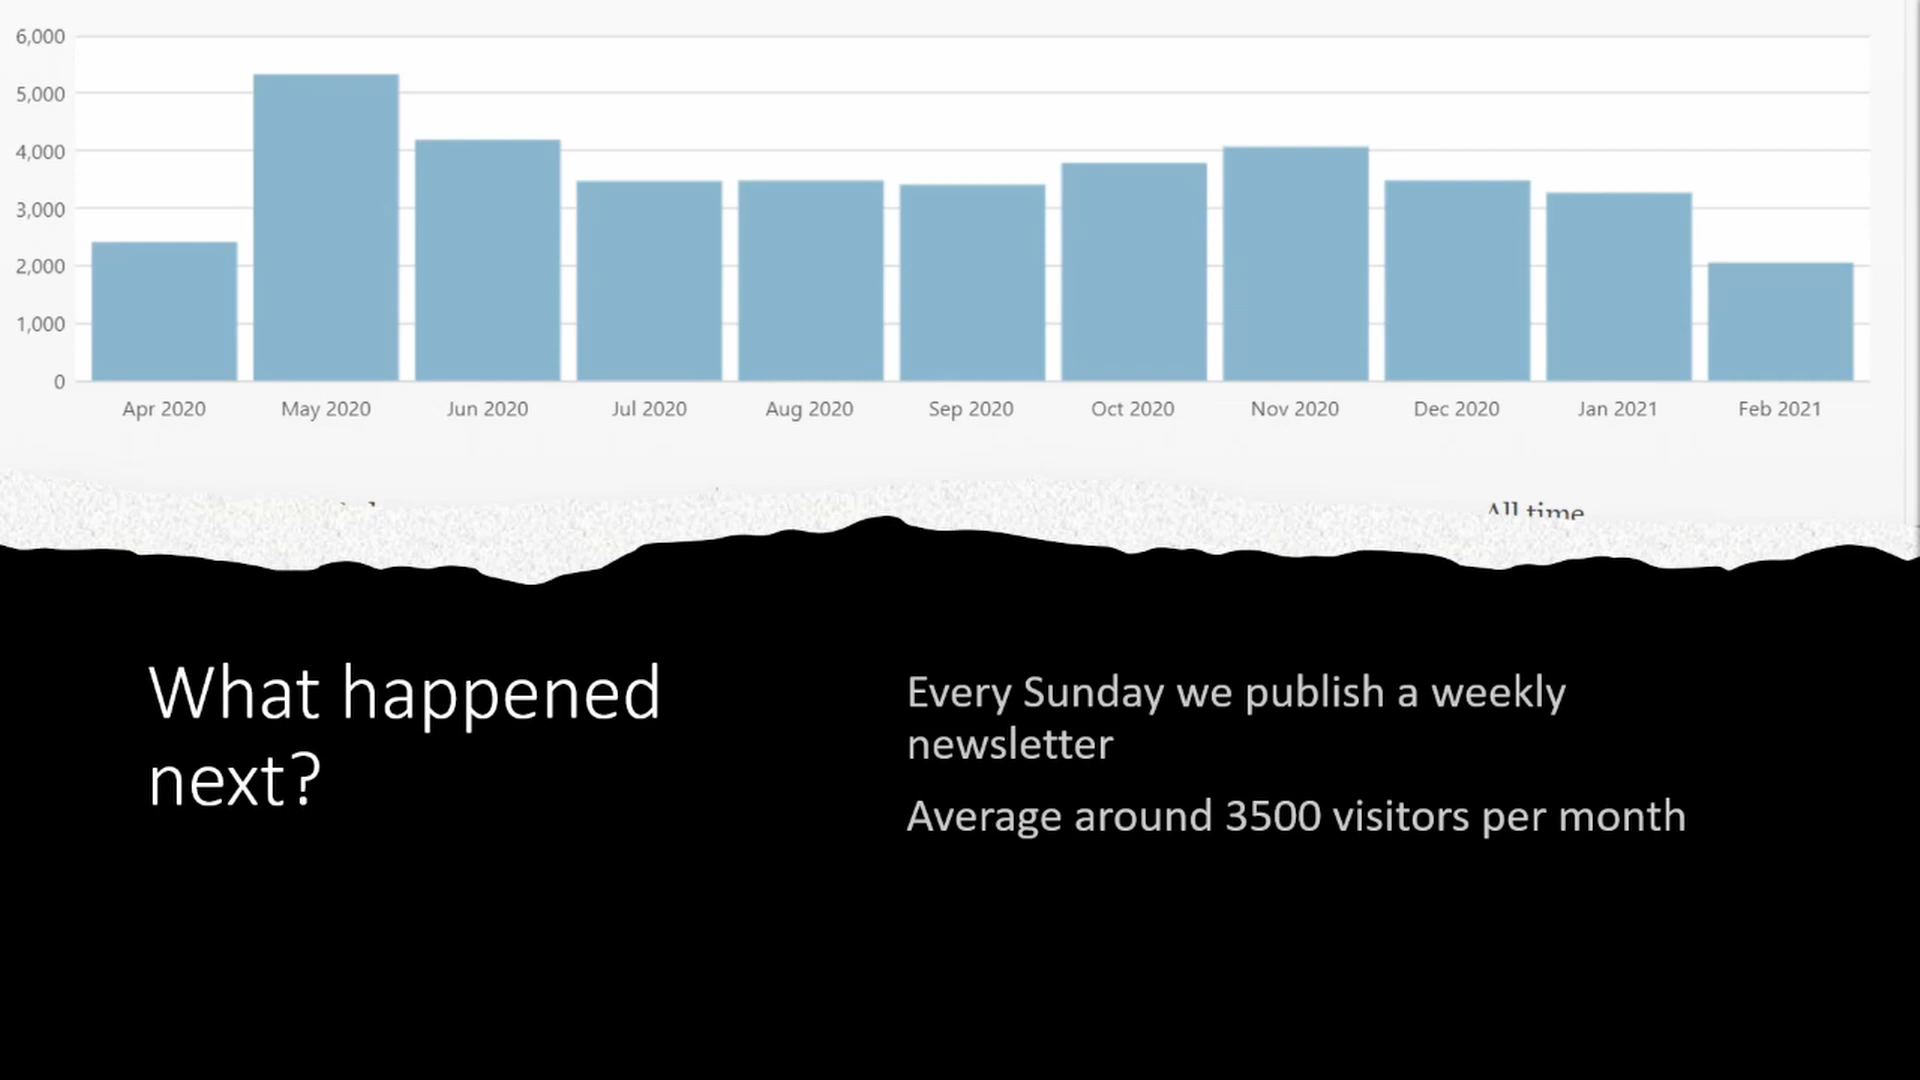 6,000
5,000
4,000
3,000
2,000
1,000
0
Apr 2020 May 2020 Jun 2020 Jul 2020 Aug 2020 Sep 2020 Oct 2020 Nov 2020 Dec 2020 Jan 2021 Feb 2021
All time
What happened
next?
Every Sunday we publish a weekly
newsletter
Average around 3500 visitors per month